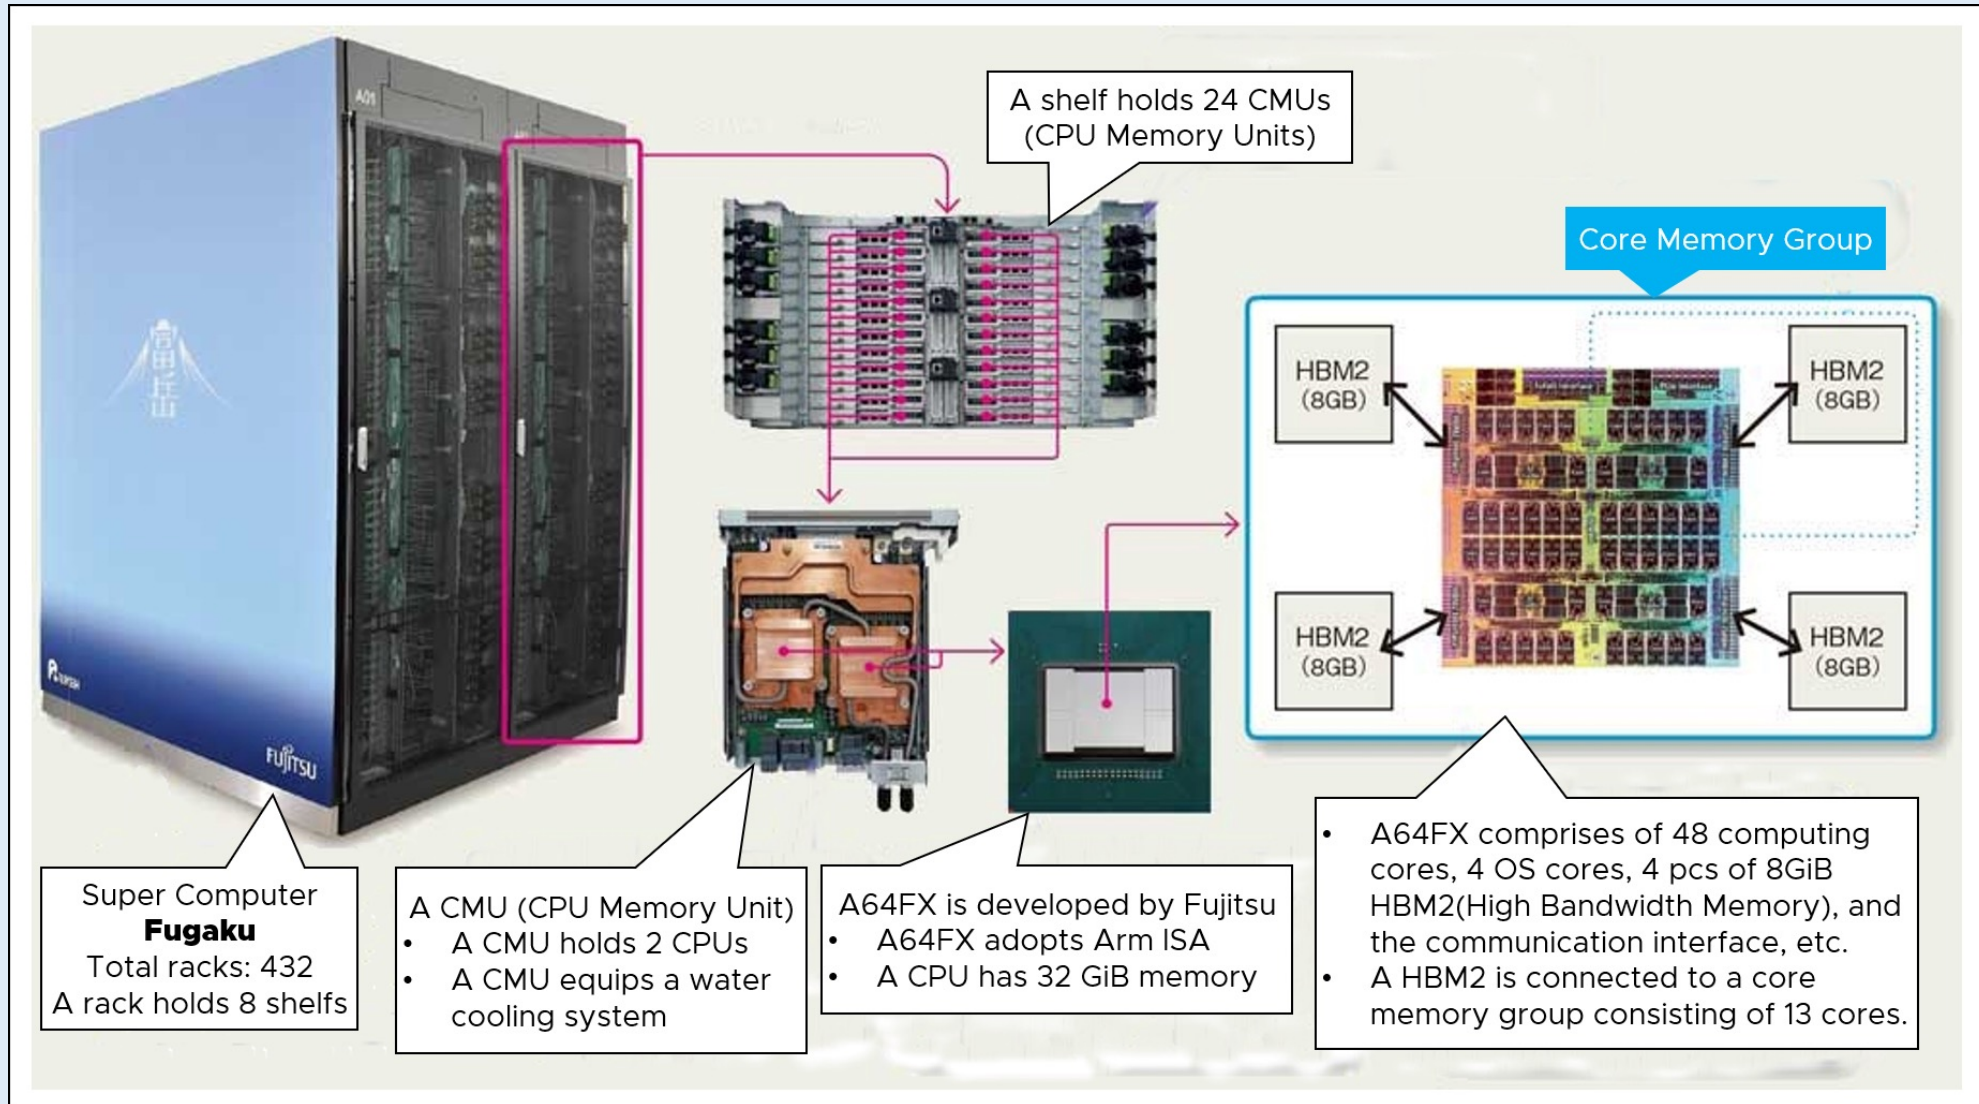 A01
A shelf holds 24 CMUs
(CPU Memory Units)
Core Memory Group
HBM2
(8GB)
HBM2
(8GB)
HBM2
(8GB)
HBM2
(8GB)
FUJITSU
Super Computer
Fugaku
Total racks: 432
A rack holds 8 shelfs
A CMU (CPU Memory Unit)
• A CMU holds 2 CPUs
• A CMU equips a water
cooling system
A64FX is developed by Fujitsu
• A64FX adopts Arm ISA
• A CPU has 32 GiB memory
• A64FX comprises of 48 computing
cores, 4 OS cores, 4 pcs of 8GiB
HBM2(High Bandwidth Memory), and
the communication interface, etc.
• A HBM2 is connected to a core
memory group consisting of 13 cores.